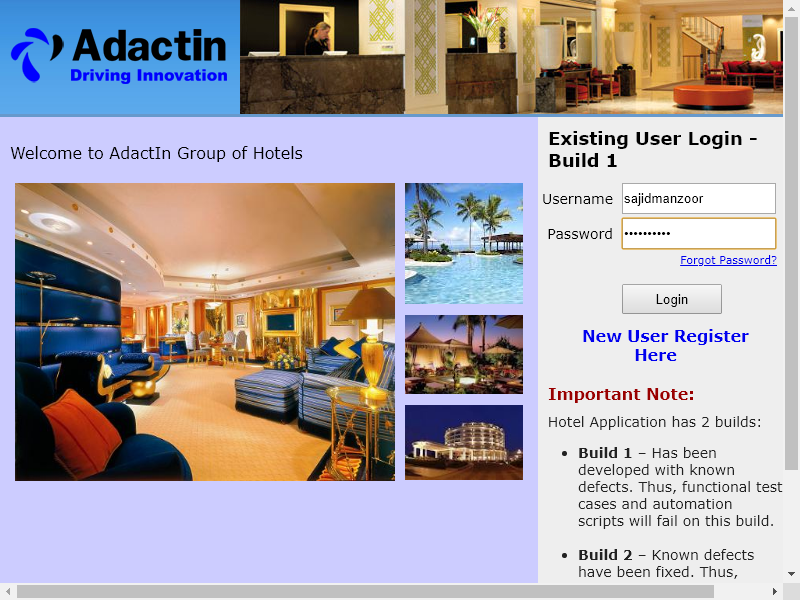 Adactin
Driving Innovation
Welcome to AdactIn Group of Hotels
Existing User Login -
Build 1
Username
sajidmanzoor
Password
••••••••••
Forgot Password?
Login
New User Register
Here
Important Note:
Hotel Application has 2 builds:
• Build 1 – Has been
developed with known
defects. Thus, functional test
cases and automation
scripts will fail on this build.
• Build 2 – Known defects
have been fixed. Thus,